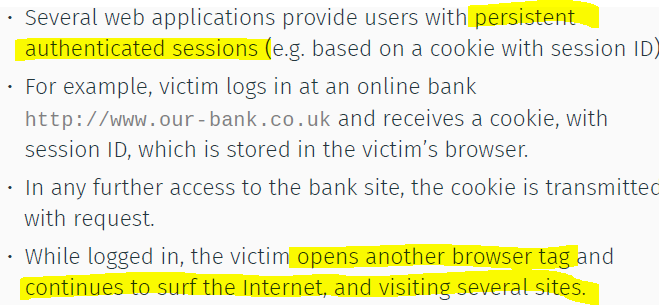 • Several web applications provide users with persistent
authenticated sessions (e.g. based on a cookie with session ID)
• For example, victim logs in at an online bank
http://www.our-bank.co.uk and receives a cookie, with
session ID, which is stored in the victim's browser.
• In any further access to the bank site, the cookie is transmitted
with request.
• While logged in, the victim opens another browser tag and
continues to surf the Internet, and visiting several sites.